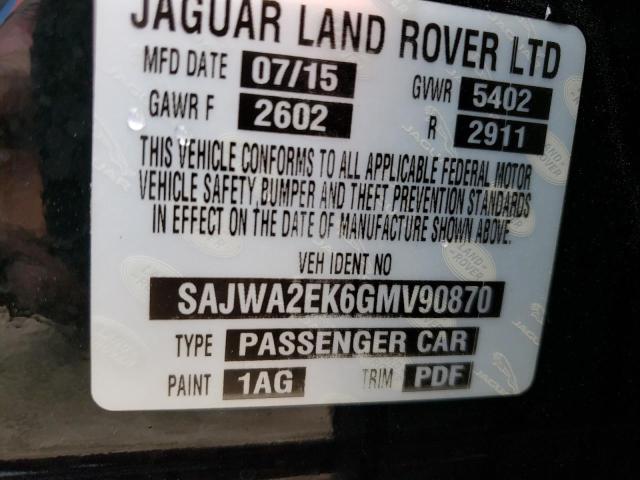 JAGUAR LAND ROVER LTD
MFD DATE 07/15 GVWR 5402
GAWR F 2602 R 2911
THIS VEHICLE CONFORMS TO ALL APPLICABLE FEDERAL MOTOR
VEHICLE SAFETY, BUMPER AND THEFT PREVENTION STANDARDS
IN EFFECT ON THE DATE OF MANUFACTURE SHOWN ABOVE.
VEH IDENT NO
SAJWA2EK6GMV90870
TYPE PASSENGER CAR
PAINT 1AG TRIM PDF